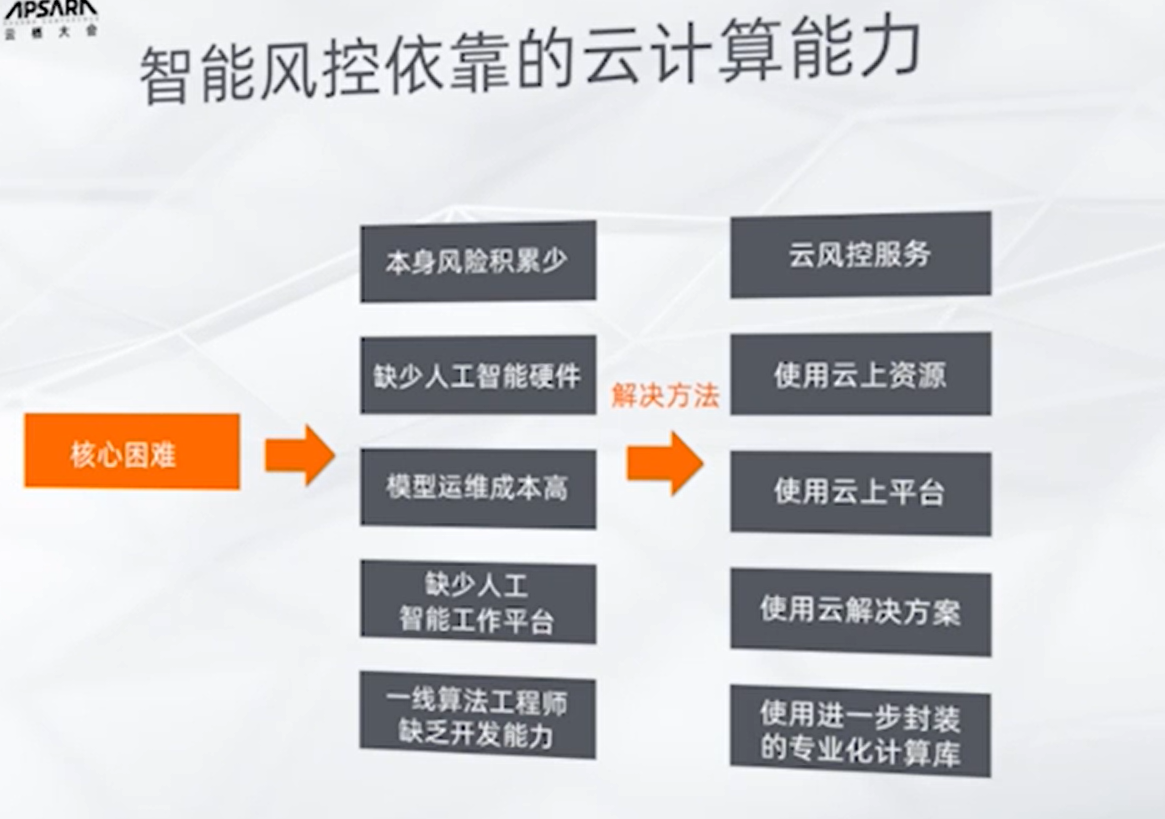 APSARA
云栖大会
智能风控依靠的云计算能力
核心困难
本身风险积累少
缺少人工智能硬件
模型运维成本高
缺少人工
智能工作平台
一线算法工程师
缺乏开发能力
解决方法
云风控服务
使用云上资源
使用云上平台
使用云解决方案
使用进一步封装
的专业化计算库